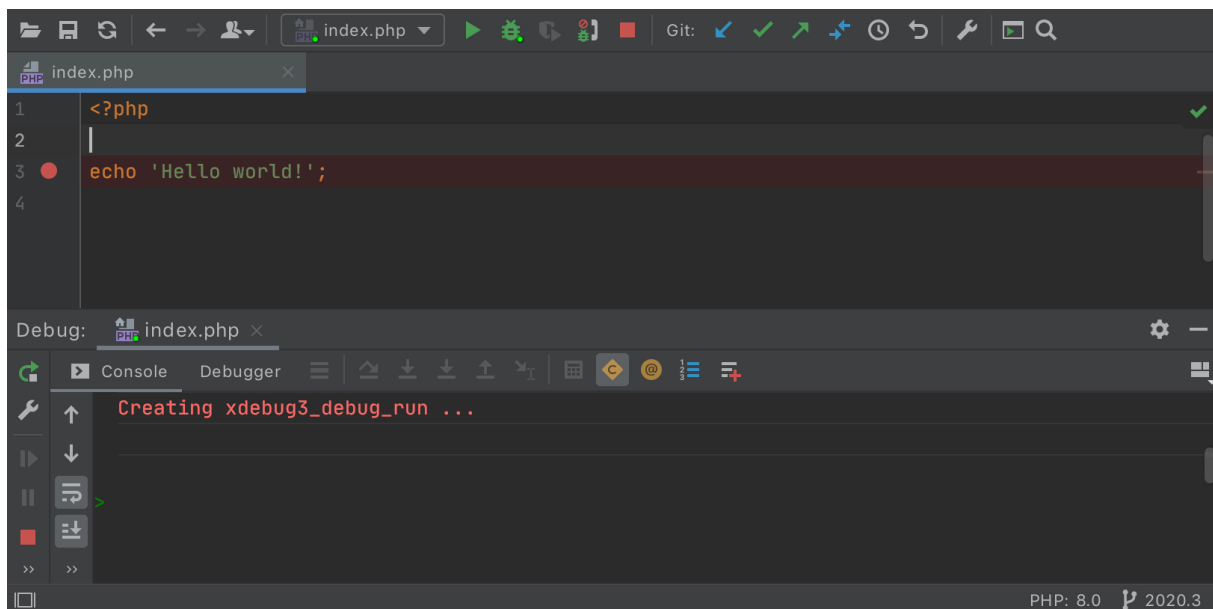 index.php Git:
index.php
1 <?php
2
3 echo 'Hello world!';
4
Debug: index.php
Console Debugger
Creating xdebug3_debug_run ...
>
PHP: 8.0 2020.3